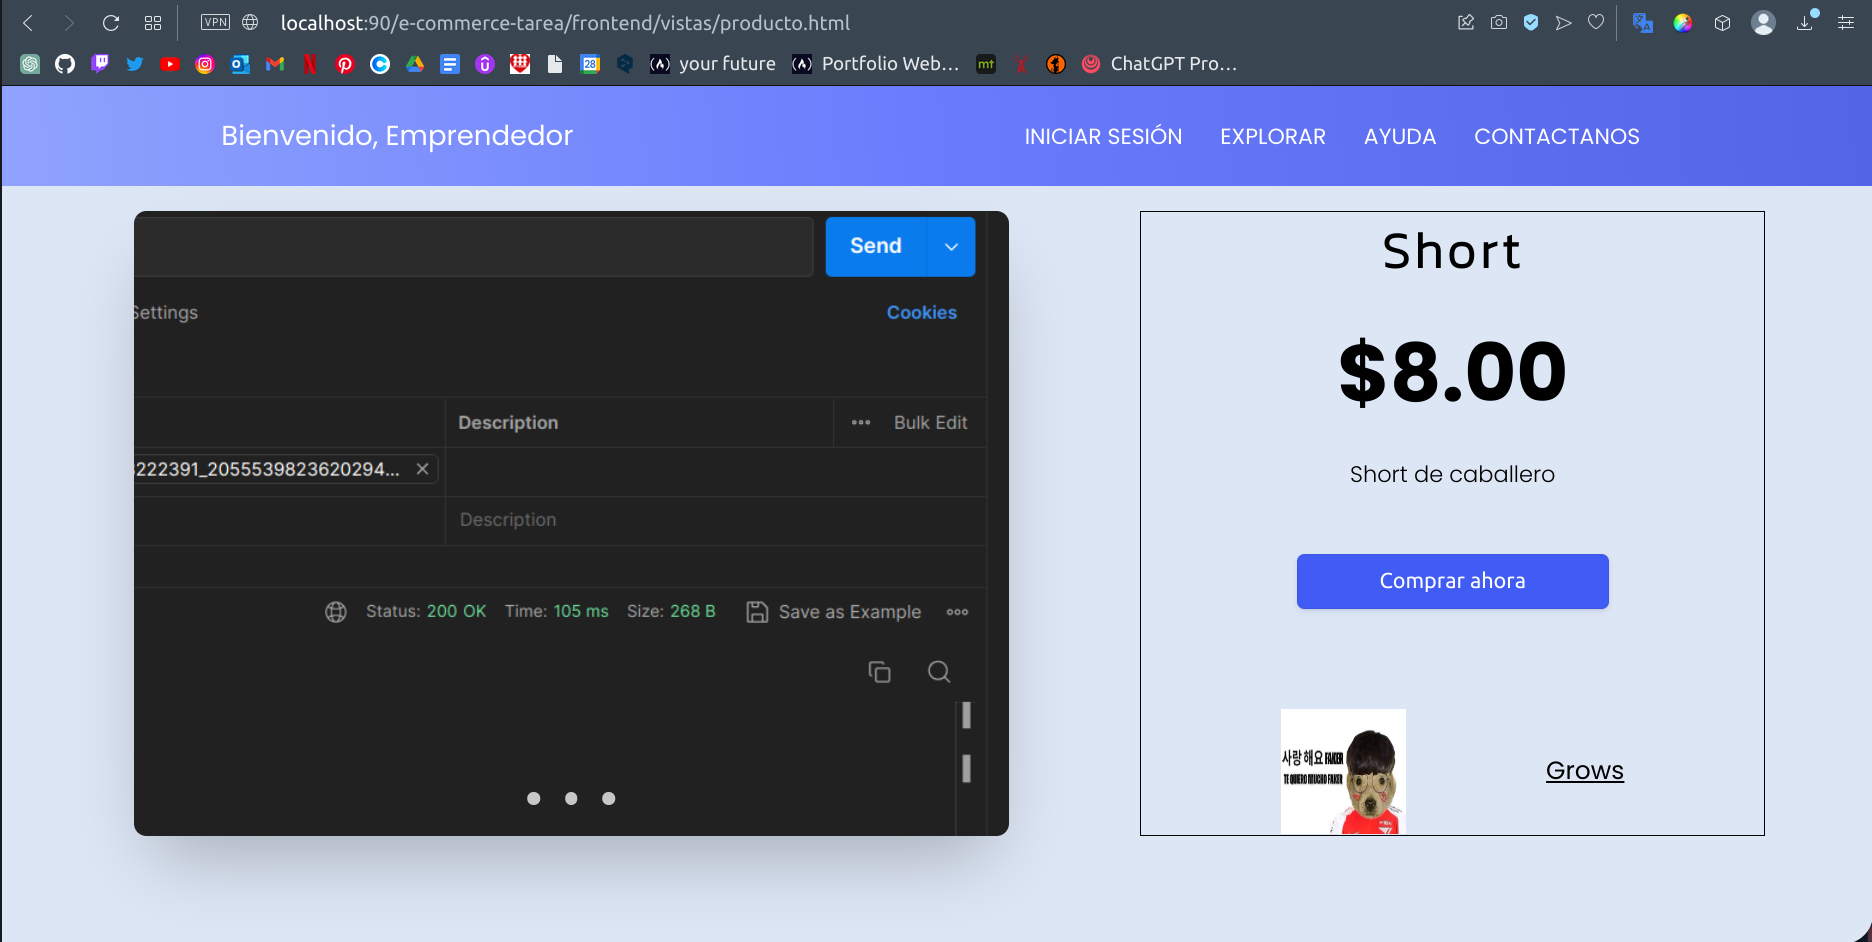 VPN
localhost:90/e-commerce-tarea/frontend/vistas/producto.html
28
your future
Portfolio Web...
mt
ChatGPT Pro...
Bienvenido, Emprendedor
INICIAR SESIÓN
EXPLORAR
AYUDA
CONTACTANOS
Send
Settings
Cookies
Description
Bulk Edit
222391_2055539823620294...
Description
Status: 200 OK
Time: 105 ms
Size: 268 B
Save as Example
Short
$8.00
Short de caballero
Comprar ahora
사랑 해요 FAKER
TE QUIERO MUCHO FAKER
Grows